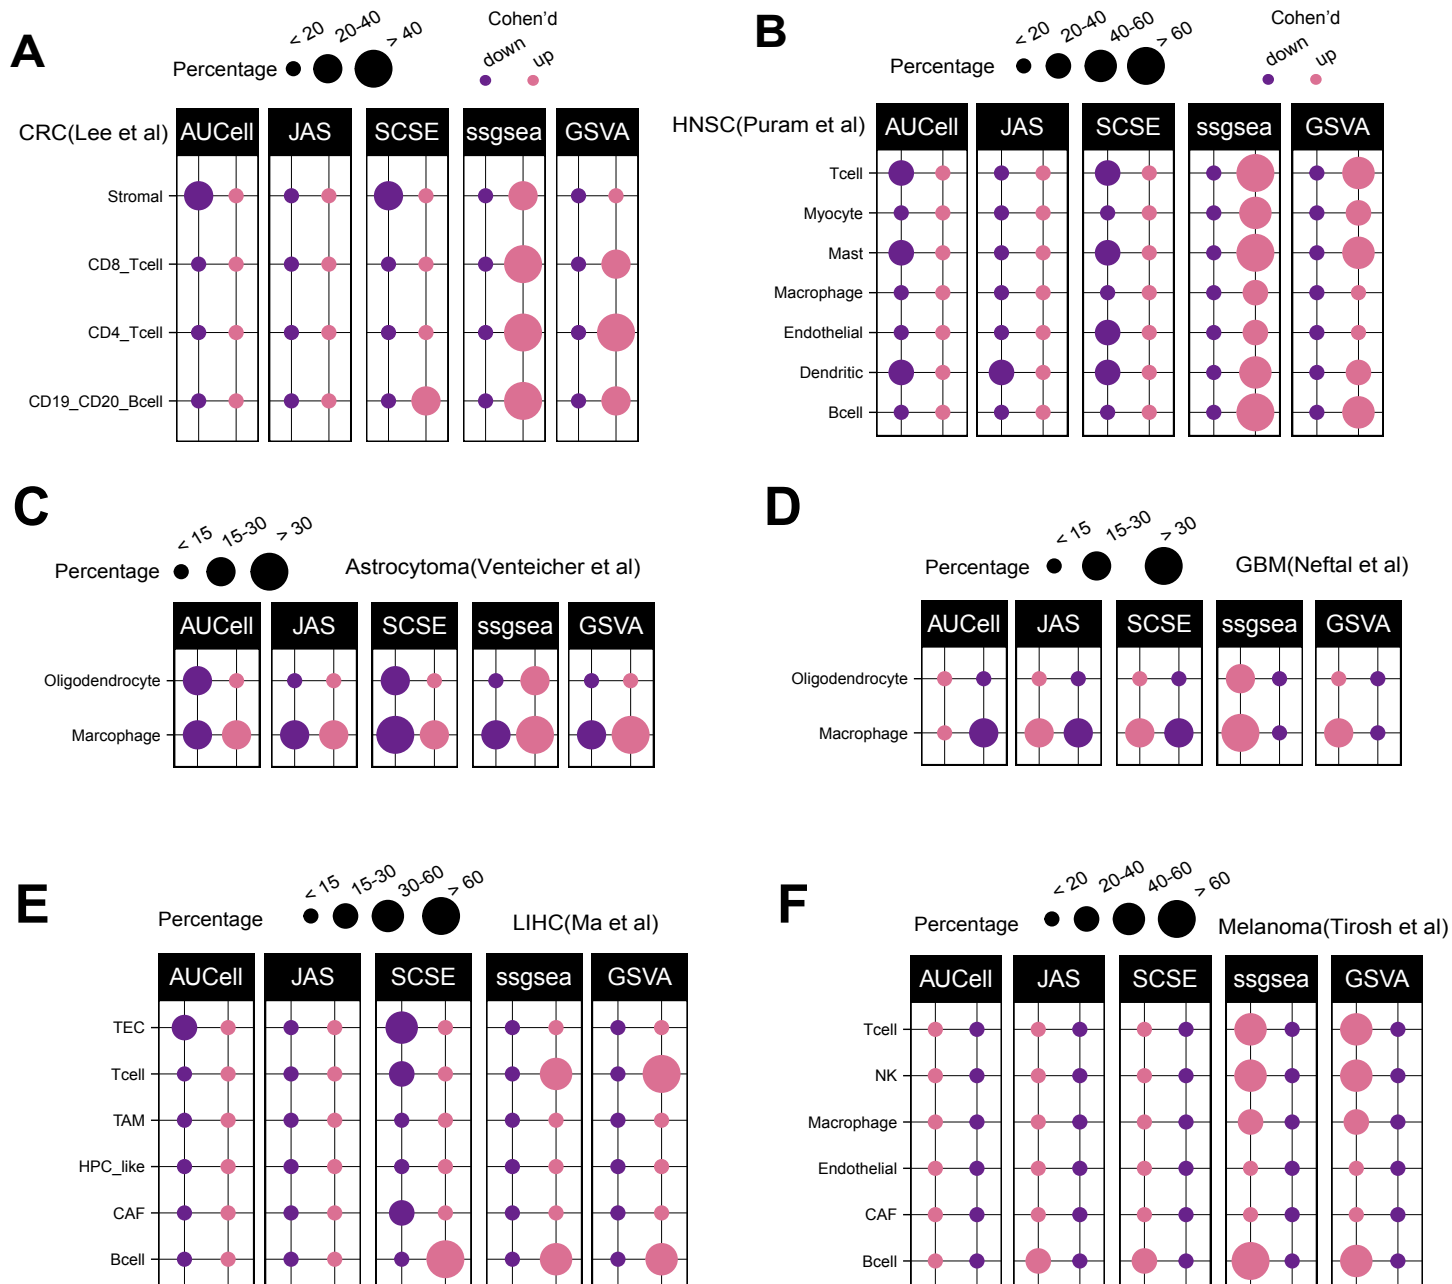 A
Percentage
< 20
20-40
> 40
Cohen'd
down
up
CRC(Lee et al)
AUCell
JAS
SCSE
ssgsea
GSVA
Stromal
CD8_Tcell
CD4_Tcell
CD19_CD20_Bcell
B
Percentage
< 20
20-40
40-60
> 60
Cohen'd
down
up
HNSC(Puram et al)
AUCell
JAS
SCSE
ssgsea
GSVA
Tcell
Myocyte
Mast
Macrophage
Endothelial
Dendritic
Bcell
C
Percentage
< 15
15-30
> 30
Astrocytoma(Venteicher et al)
AUCell
JAS
SCSE
ssgsea
GSVA
Oligodendrocyte
Marcophage
D
Percentage
< 15
15-30
> 30
GBM(Neftal et al)
AUCell
JAS
SCSE
ssgsea
GSVA
Oligodendrocyte
Macrophage
E
Percentage
< 15
15-30
30-60
> 60
LIHC(Ma et al)
AUCell
JAS
SCSE
ssgsea
GSVA
TEC
Tcell
TAM
HPC_like
CAF
Bcell
F
Percentage
< 20
20-40
40-60
> 60
Melanoma(Tirosh et al)
AUCell
JAS
SCSE
ssgsea
GSVA
Tcell
NK
Macrophage
Endothelial
CAF
Bcell